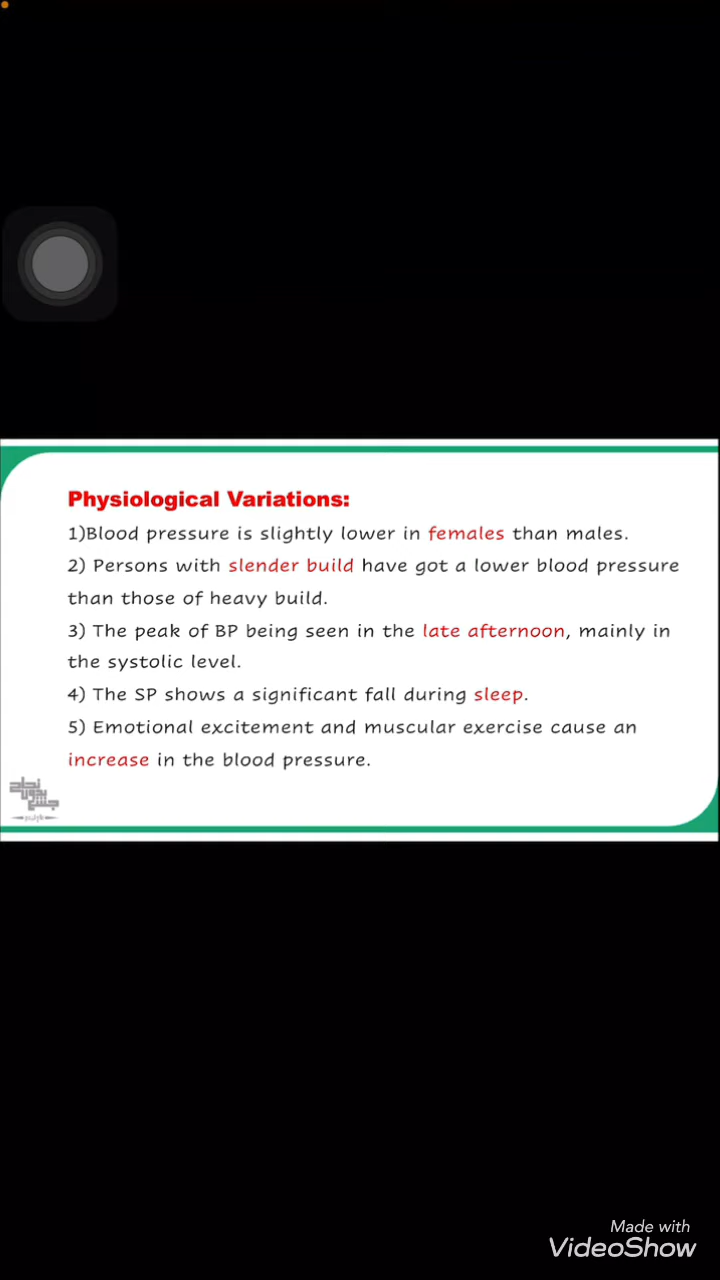 Physiological Variations:
1)Blood pressure is slightly lower in females than males.
2) Persons with slender build have got a lower blood pressure
than those of heavy build.
3) The peak of BP being seen in the late afternoon, mainly in
the systolic level.
4) The SP shows a significant fall during sleep.
5) Emotional excitement and muscular exercise cause an
increase in the blood pressure.
Made with
VideoShow